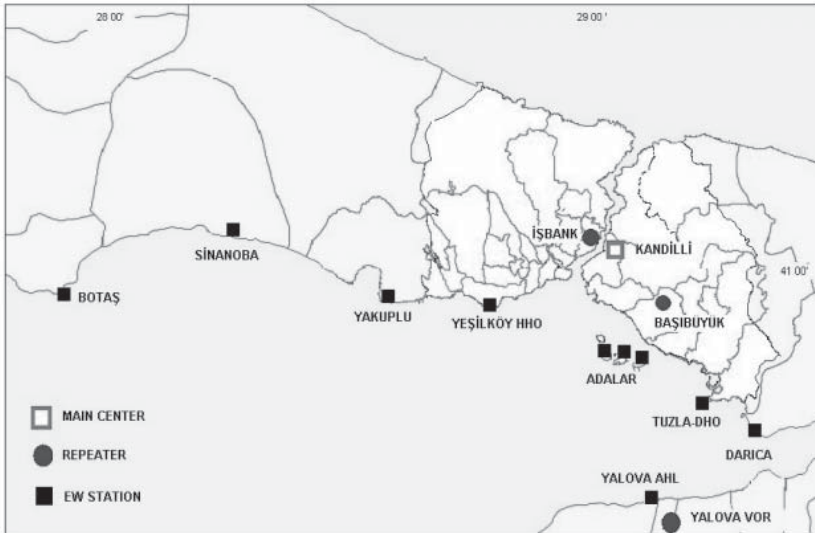 28 00'
29 00'
İŞBANK
KANDİLLİ
SİNANOBA
41 00'
BOTAŞ
YAKUPLU
YEŞİLKÖY HHO
BAŞIBÜYÜK
ADALAR
MAIN CENTER
TUZLA-DHO
REPEATER
DARICA
YALOVA AHL
EW STATION
YALOVA VOR